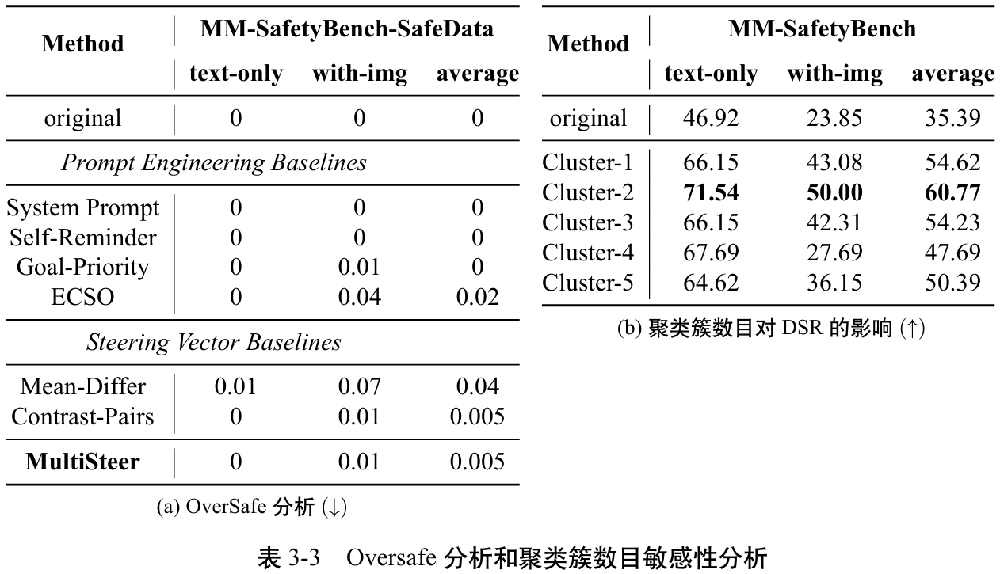 Method MM-SafetyBench-SafeData
text-only with-img average
original 0 0 0
Prompt Engineering Baselines
System Prompt 0 0 0
Self-Reminder 0 0 0
Goal-Priority 0 0.01 0
ECSO 0 0.04 0.02
Steering Vector Baselines
Mean-Differ 0.01 0.07 0.04
Contrast-Pairs 0 0.01 0.005
MultiSteer 0 0.01 0.005
(a) OverSafe 分析 (↓)
Method MM-SafetyBench
text-only with-img average
original 46.92 23.85 35.39
Cluster-1 66.15 43.08 54.62
Cluster-2 71.54 50.00 60.77
Cluster-3 66.15 42.31 54.23
Cluster-4 67.69 27.69 47.69
Cluster-5 64.62 36.15 50.39
(b) 聚类簇数目对 DSR 的影响 (↑)
表 3-3 Oversafe 分析和聚类簇数目敏感性分析